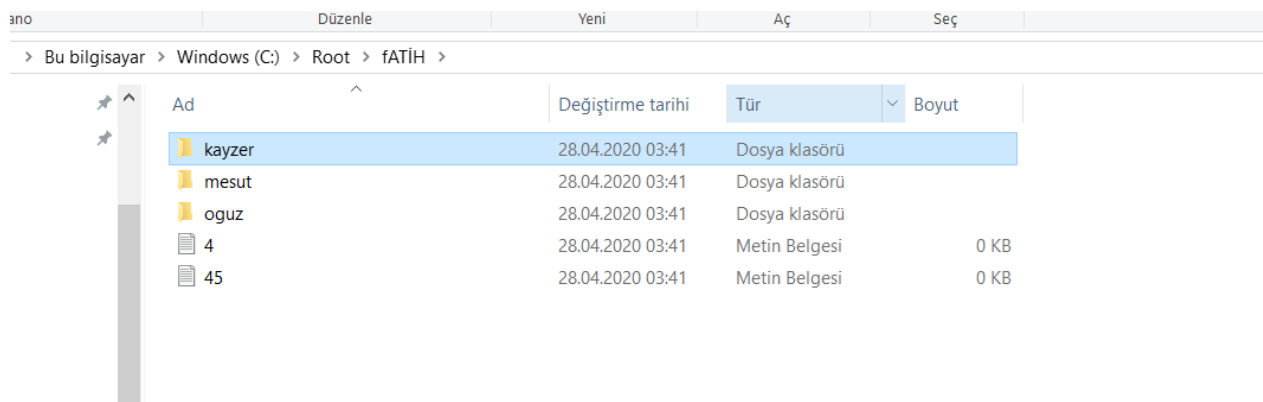 ano Düzenle Yeni Aç Seç
> Bu bilgisayar > Windows (C:) > Root > fATİH >
Ad Değiştirme tarihi Tür Boyut
kayzer 28.04.2020 03:41 Dosya klasörü
mesut 28.04.2020 03:41 Dosya klasörü
oguz 28.04.2020 03:41 Dosya klasörü
4 28.04.2020 03:41 Metin Belgesi 0 KB
45 28.04.2020 03:41 Metin Belgesi 0 KB